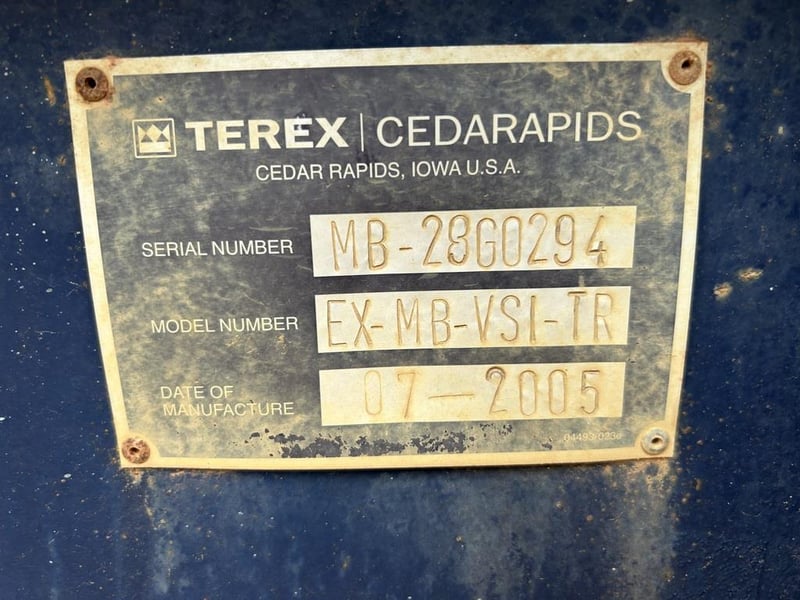 TEREX | CEDARAPIDS
CEDAR RAPIDS, IOWA U.S.A.
SERIAL NUMBER MB-28G0294
MODEL NUMBER EX-MB-VSI-TR
DATE OF
MANUFACTURE 07-2005